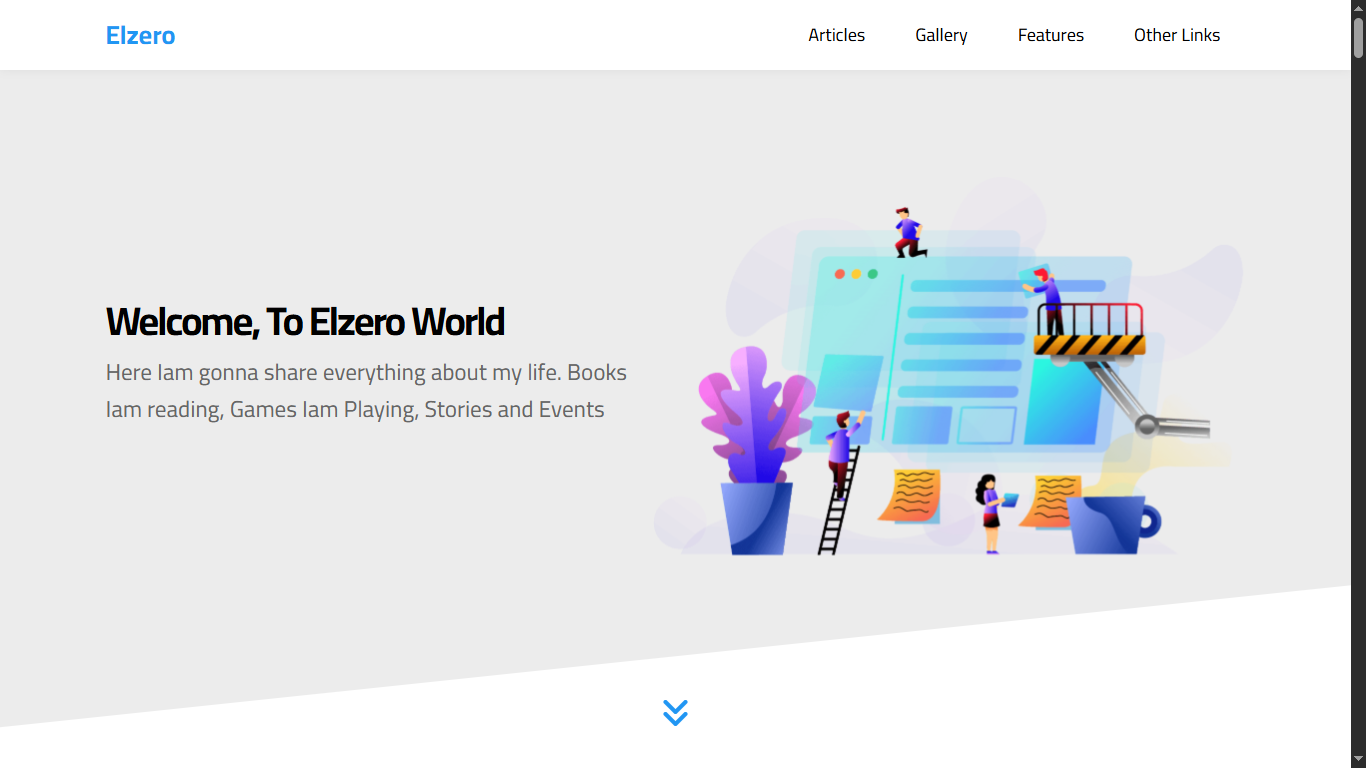 Elzero
Articles
Gallery
Features
Other Links
Welcome, To Elzero World
Here Iam gonna share everything about my life. Books
Iam reading, Games Iam Playing, Stories and Events